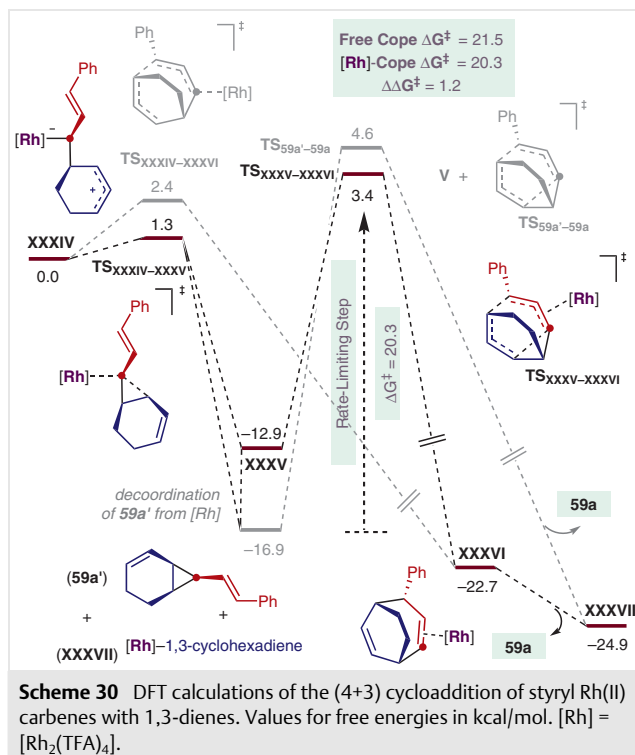 Free Cope ΔG‡ = 21.5
[Rh]-Cope ΔG‡ = 20.3
ΔΔG‡ = 1.2
Ph
[Rh]
–
+
Ph
[Rh]
‡
TSXXXIV–XXXVI
2.4
XXXIV
0.0
1.3
TSXXXIV–XXXV
TS59a'–59a
4.6
TSXXXV–XXXVI
3.4
V +
Ph
‡
Ph
[Rh]
‡
TSXXXV–XXXVI
Ph
[Rh]
‡
Rate-Limiting Step
ΔG‡ = 20.3
–12.9
XXXV
decoordination
of 59a' from [Rh]
–16.9
59a
XXXVI
–22.7
XXXVII
–24.9
59a
(59a')
+
Ph
+
(XXXVII)
[Rh]–1,3-cyclohexadiene
Ph
[Rh]
Scheme 30 DFT calculations of the (4+3) cycloaddition of styryl Rh(II)
carbenes with 1,3-dienes. Values for free energies in kcal/mol. [Rh] =
[Rh2(TFA)4].